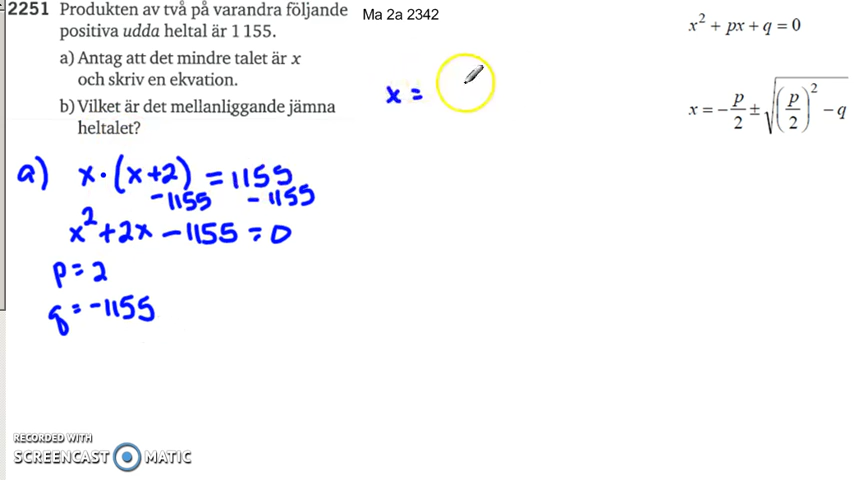 2251 Produkten av två på varandra följande
positiva udda heltal är 1 155.
a) Antag att det mindre talet är x
och skriv en ekvation.
b) Vilket är det mellanliggande jämna
heltalet?
Ma 2a 2342
x² + px + q = 0
x = -p/2 ± √((p/2)² - q)
x =
a) x·(x+2) = 1155
-1155 -1155
x² + 2x - 1155 = 0
p = 2
q = -1155
RECORDED WITH
SCREENCAST MATIC